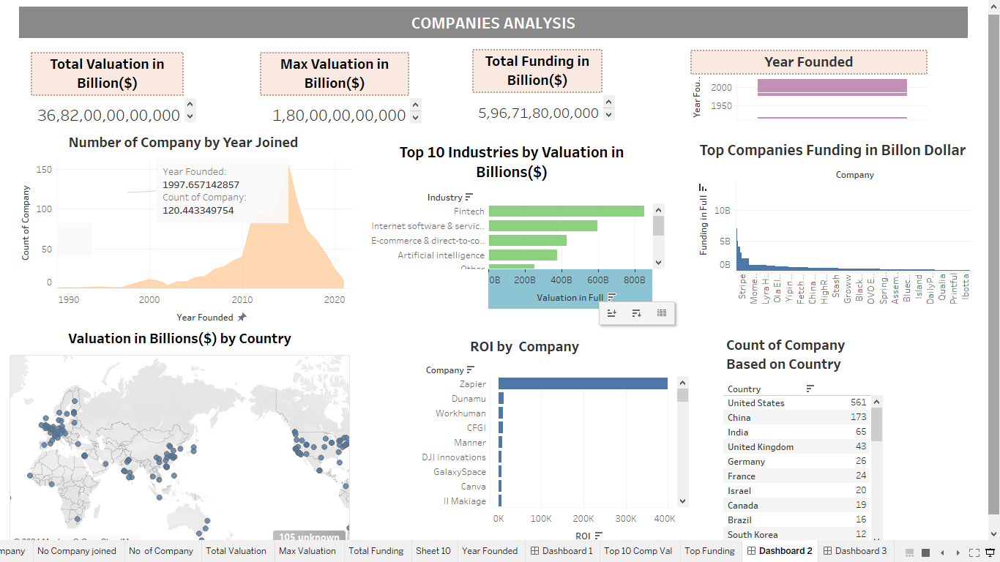 COMPANIES ANALYSIS
Total Valuation in
Billion($)
36,82,00,00,00,000
Max Valuation in
Billion($)
1,80,00,00,00,000
Total Funding in
Billion($)
5,96,71,80,00,000
Year Founded
Year Fou..
2000
1950
Number of Company by Year Joined
Count of Company
150
100
50
0
Year Founded:
1997.657142857
Count of Company:
120.443349754
1990
2000
2010
2020
Year Founded
Top 10 Industries by Valuation in
Billions($)
Industry
Fintech
Internet software & servic..
E-commerce & direct-to-co..
Artificial intelligence
Other
0B
200B
400B
600B
800B
Valuation in Full
Top Companies Funding in Billon Dollar
Company
Funding in Full
10B
5B
0B
Stripe
Mome..
Lyra H..
Ola El..
Yipin ..
Fetch ..
China ..
HighR..
Stash
Groww
Black..
OVO E..
Spring..
Assem..
Bluec..
Island
DailyP..
Qualia
Printful
Ibotta
Valuation in Billions($) by Country
105 unknown
ROI by Company
Company
Zapier
Dunamu
Workhuman
CFGI
Manner
DJI Innovations
GalaxySpace
Canva
Il Makiage
0K
100K
200K
300K
400K
ROI
Count of Company
Based on Country
Country
United States 561
China 173
India 65
United Kingdom 43
Germany 26
France 24
Israel 20
Canada 19
Brazil 16
South Korea 12
mpany
No Company joined
No of Company
Total Valuation
Max Valuation
Total Funding
Sheet 10
Year Founded
Dashboard 1
Top 10 Comp Val
Top Funding
Dashboard 2
Dashboard 3